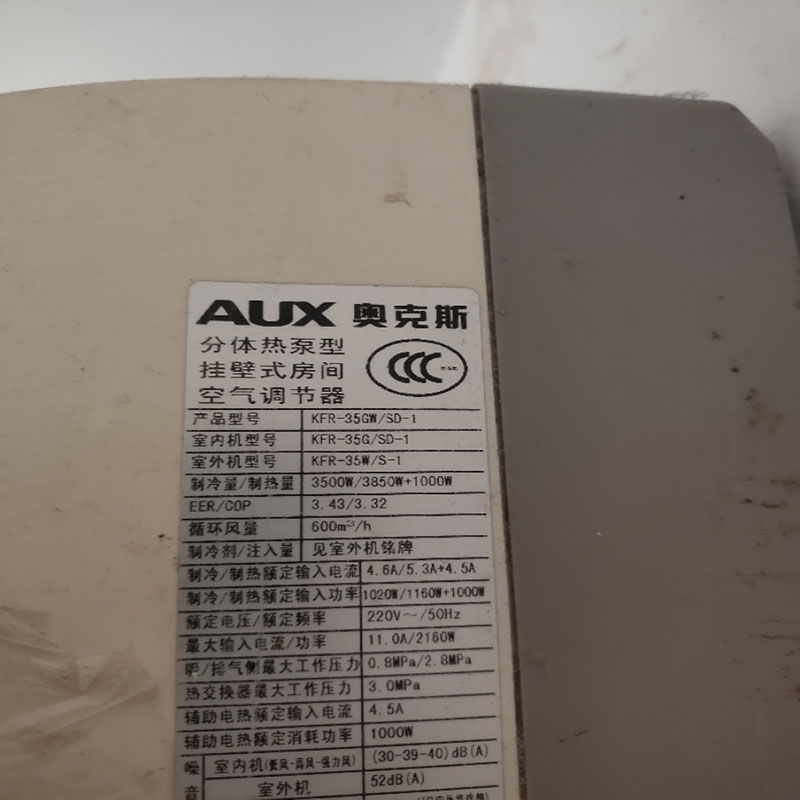 AUX 奥克斯
分体热泵型
挂壁式房间
空气调节器
CCC
产品型号 KFR-35GW/SD-1
室内机型号 KFR-35G/SD-1
室外机型号 KFR-35W/S-1
制冷量/制热量 3500W/3850W+1000W
EER/COP 3.43/3.32
循环风量 600m³/h
制冷剂/注入量 见室外机铭牌
制冷/制热额定输入电流 4.6A/5.3A+4.5A
制冷/制热额定输入功率 1020W/1160W+1000W
额定电压/额定频率 220V～/50Hz
最大输入电流/功率 11.0A/2160W
/排气侧最大工作压力 0.8MPa/2.8MPa
热交换器最大工作压力 3.0MPa
辅助电热额定输入电流 4.5A
辅助电热额定消耗功率 1000W
噪音 室内机(低风-高风-强力风) (30-39-40)dB(A)
室外机 52dB(A)